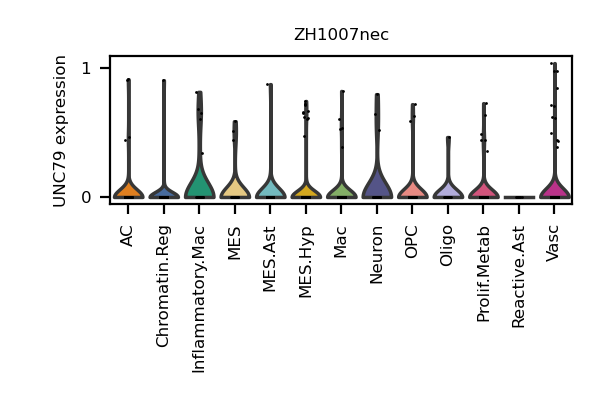 ZH1007nec
UNC79 expression
1
0
AC
Chromatin.Reg
Inflammatory.Mac
MES
MES.Ast
MES.Hyp
Mac
Neuron
OPC
Oligo
Prolif.Metab
Reactive.Ast
Vasc